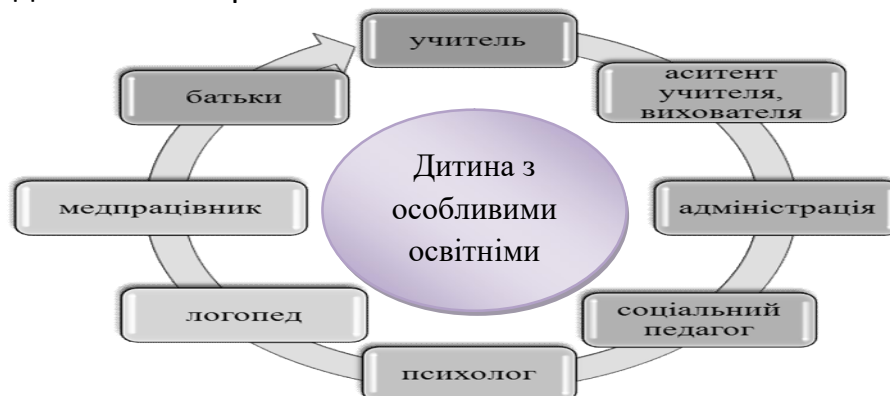 учитель
аситент
учителя,
вихователя
адміністрація
соціальний
педагог
психолог
логопед
медпрацівник
батьки
Дитина з
особливими
освітніми